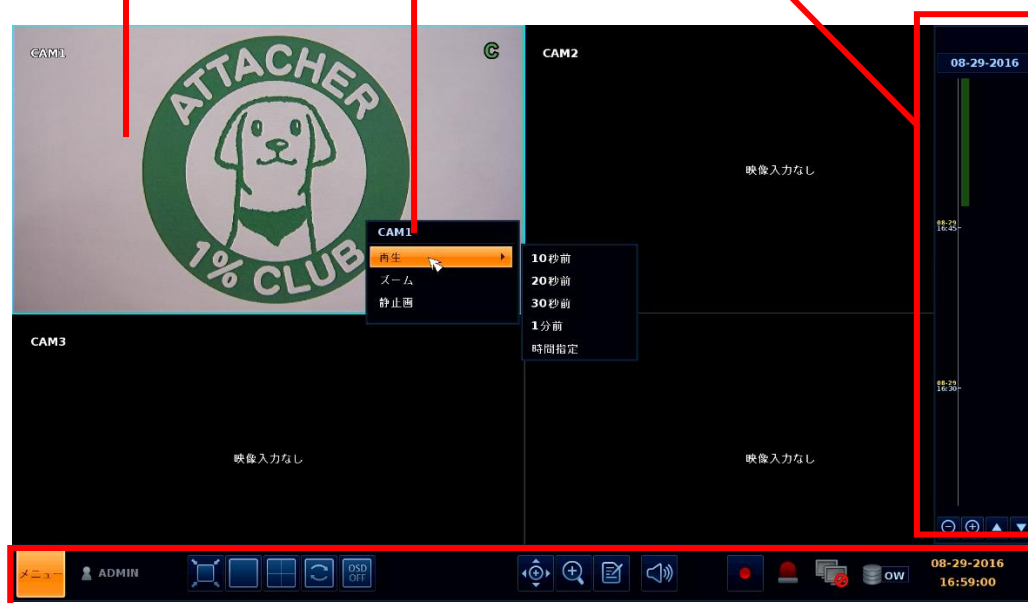 CAM1
C
CAM2
08-29-2016
ATTACHER
1% CLUB
映像入力なし
08-29
16:45
CAM1
再生
ズーム
静止画
10秒前
20秒前
30秒前
1分前
時間指定
CAM3
08-29
16:30
映像入力なし
映像入力なし
メニュー
ADMIN
OSD
OFF
OW
08-29-2016
16:59:00